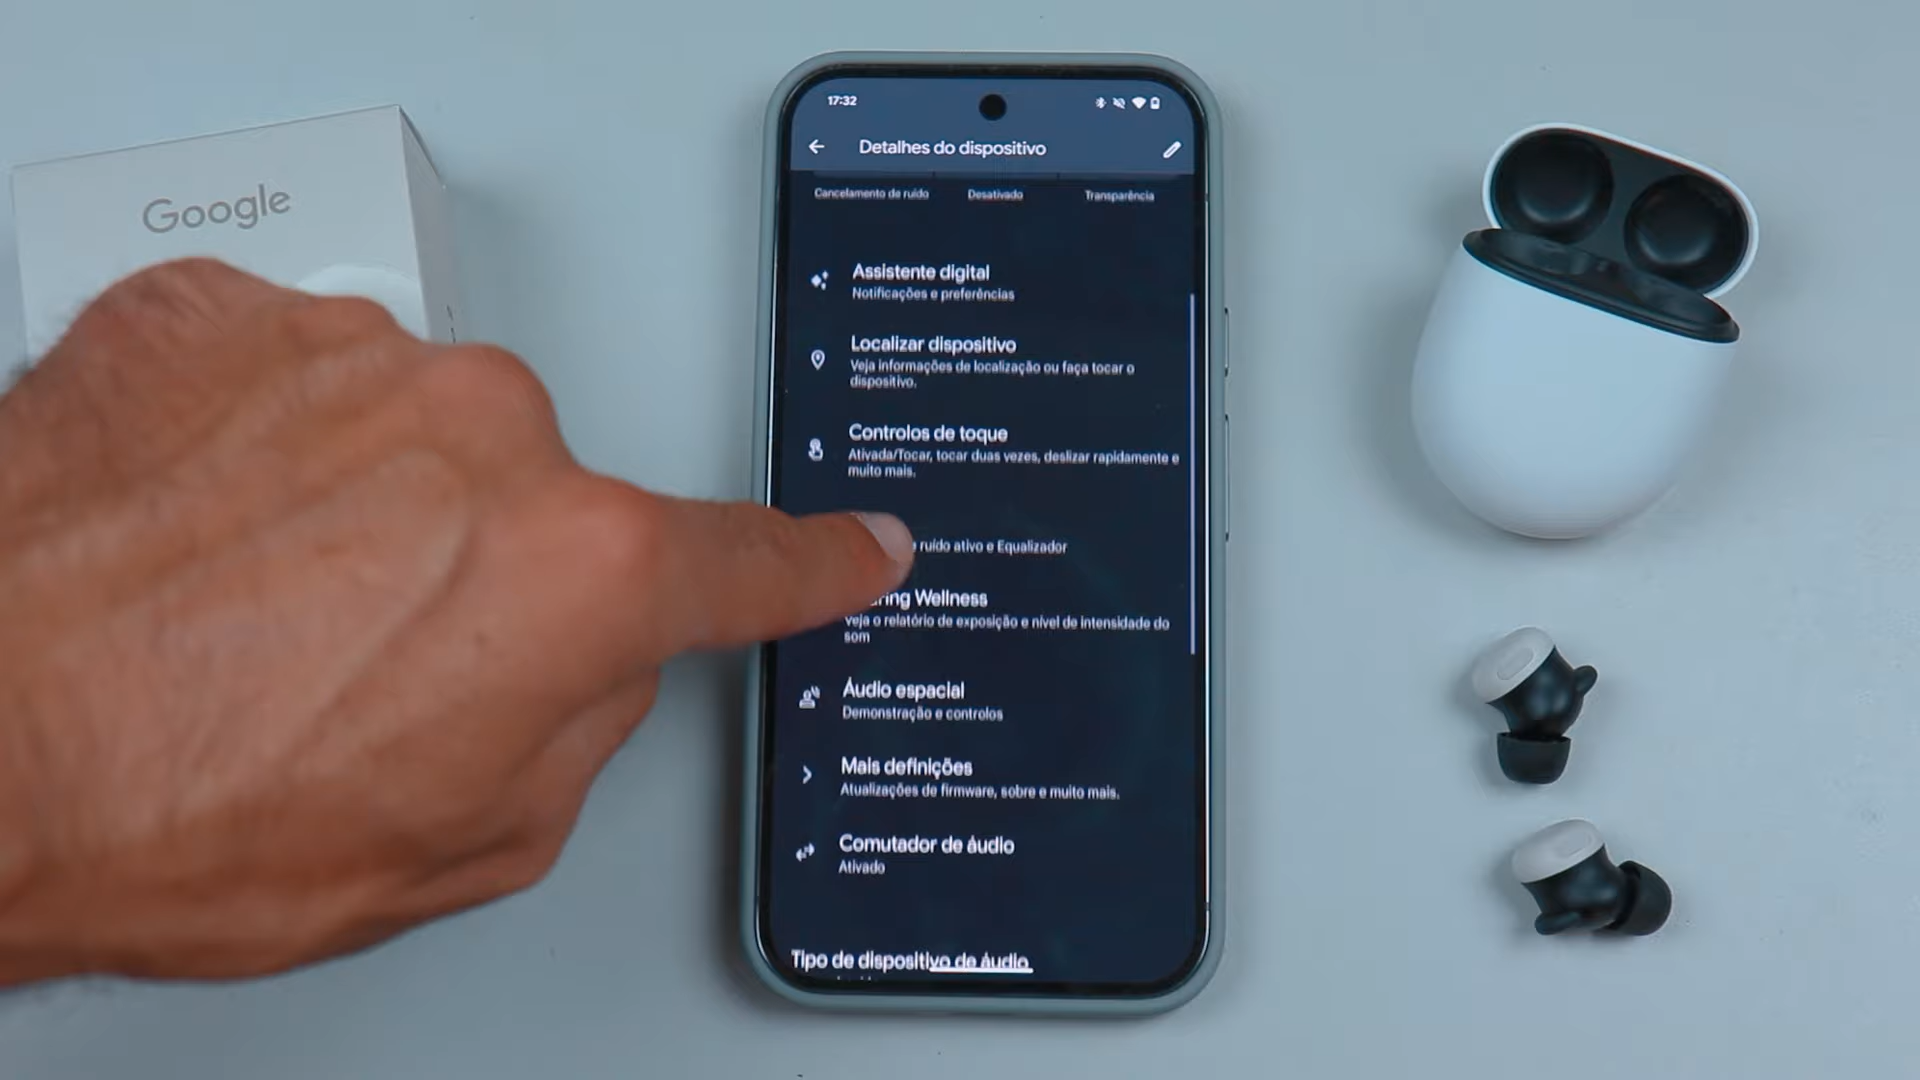 Google
17:32
Detalhes do dispositivo
Cancelamento de ruído
Desativado
Transparência
Assistente digital
Notificações e preferências
Localizar dispositivo
Veja informações de localização ou faça tocar o
dispositivo.
Controlos de toque
Ativada/Tocar, tocar duas vezes, deslizar rapidamente e
muito mais.
ruído ativo e Equalizador
ring Wellness
Veja o relatório de exposição e nível de intensidade do
som
Áudio espacial
Demonstração e controlos
Mais definições
Atualizações de firmware, sobre e muito mais.
Comutador de áudio
Ativado
Tipo de dispositivo de áudio